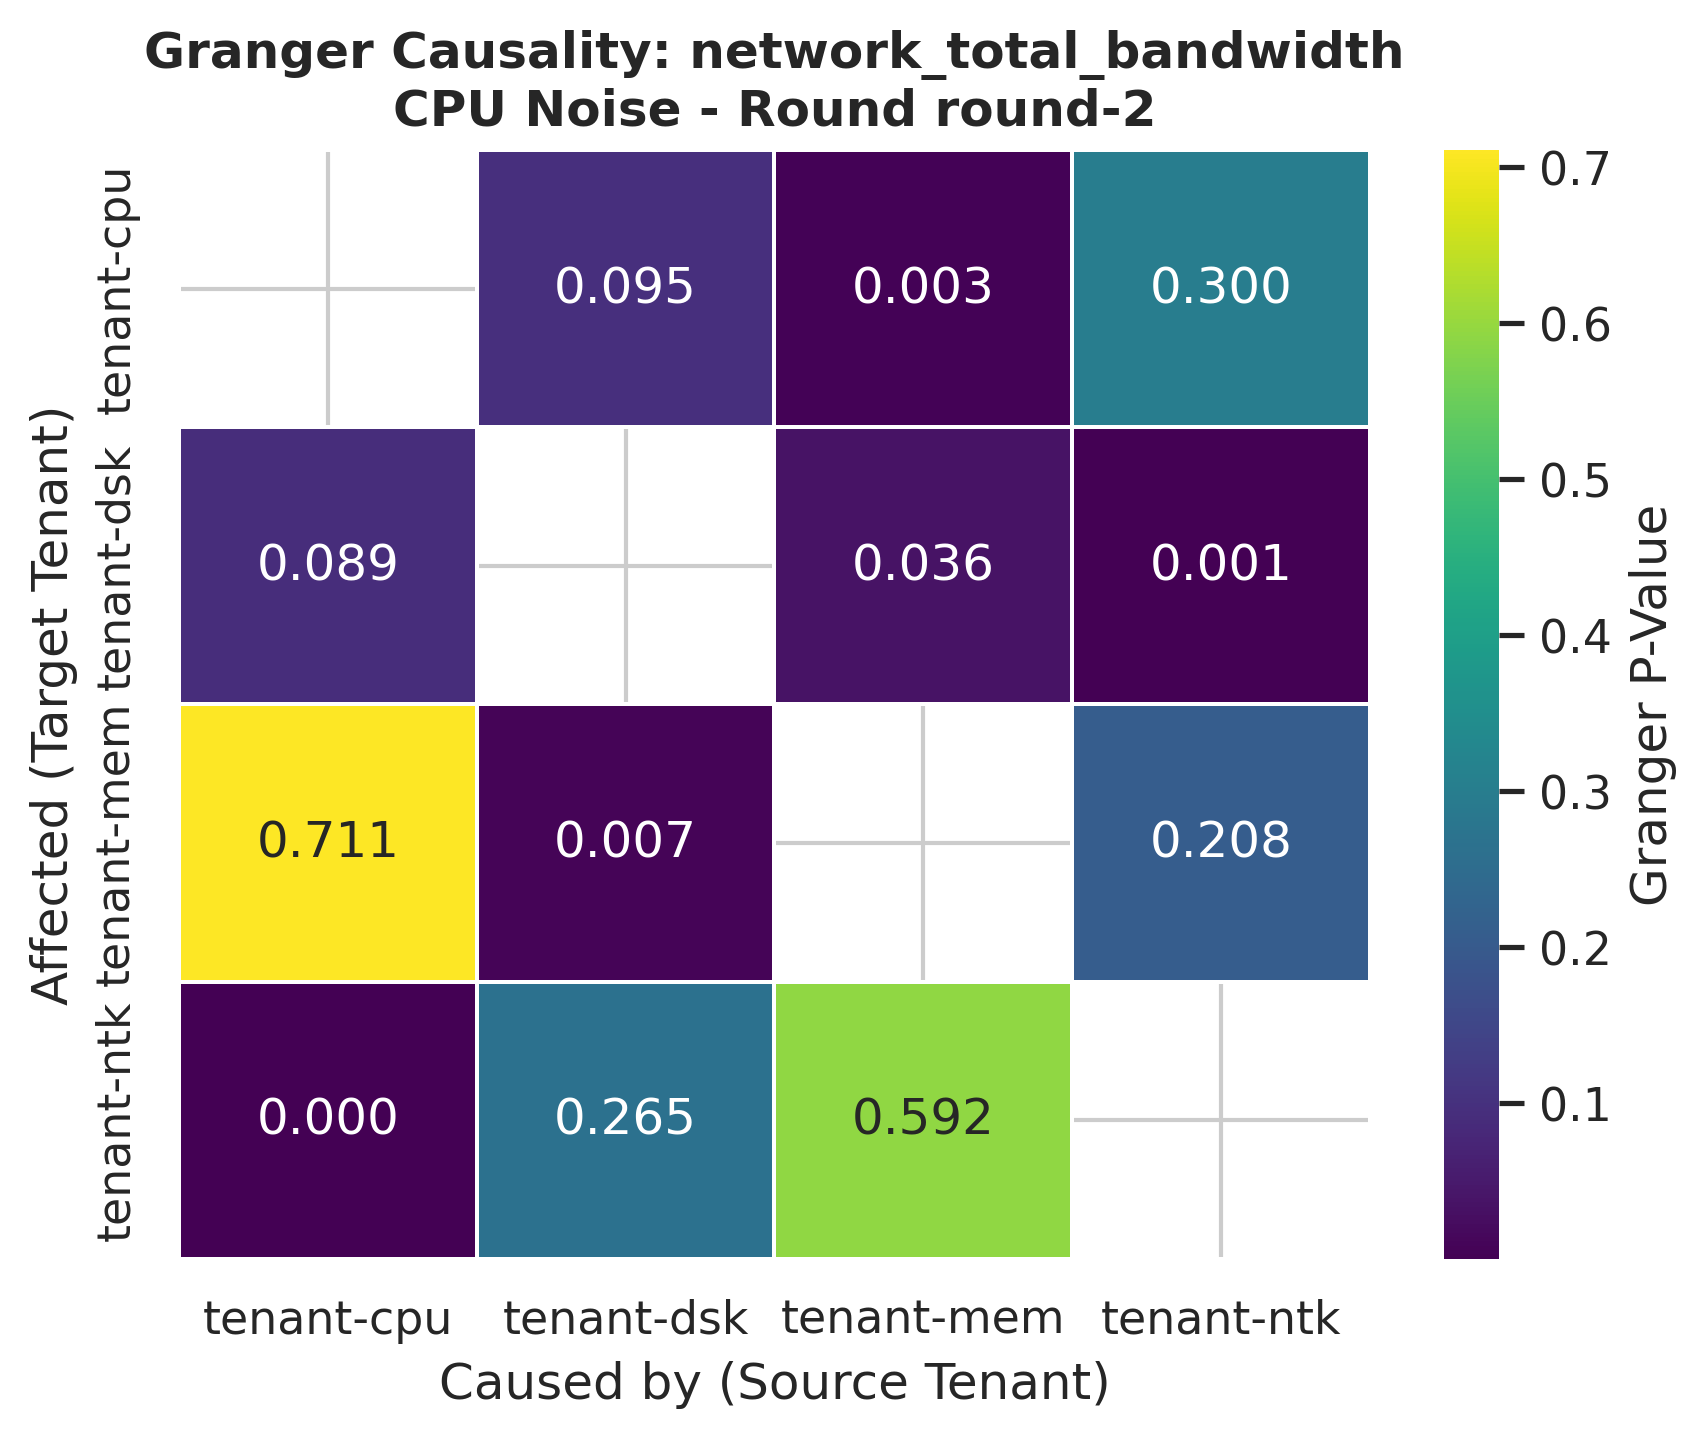 Granger Causality: network_total_bandwidth
CPU Noise - Round round-2
Affected (Target Tenant)
tenant-cpu
0.095 0.003 0.300
tenant-dsk
0.089 0.036 0.001
tenant-mem
0.711 0.007 0.208
tenant-ntk
0.000 0.265 0.592
tenant-cpu tenant-dsk tenant-mem tenant-ntk
Caused by (Source Tenant)
0.7
0.6
0.5
0.4
0.3
0.2
0.1
Granger P-Value